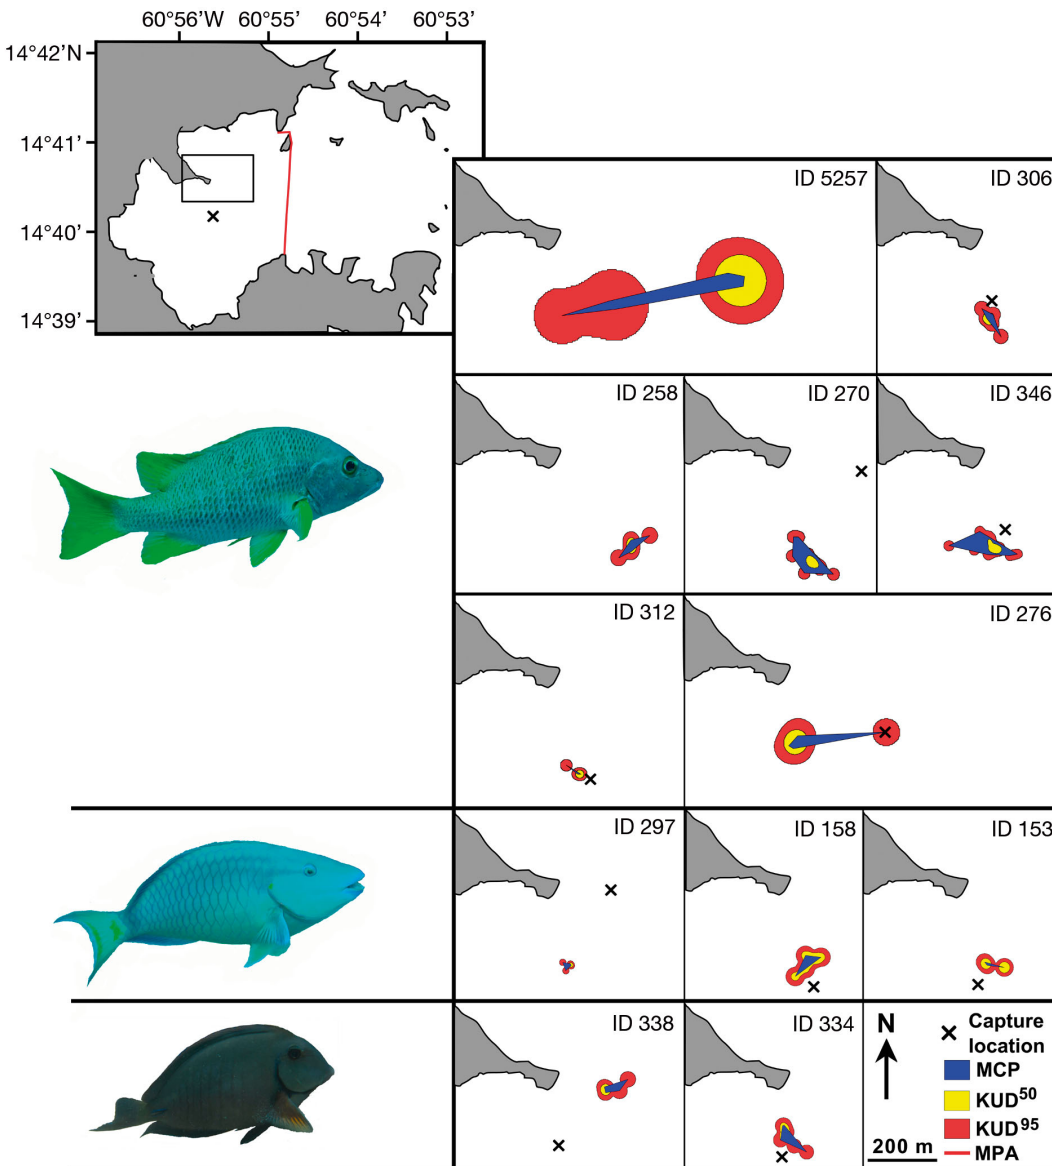 60°56’W 60°55’ 60°54’ 60°53’
14°42’N
14°41’
14°40’
14°39’
ID 5257
ID 306
ID 258
ID 270
ID 346
ID 312
ID 276
ID 297
ID 158
ID 153
ID 338
ID 334
N
Capture
location
MCP
KUD50
KUD95
MPA
200 m